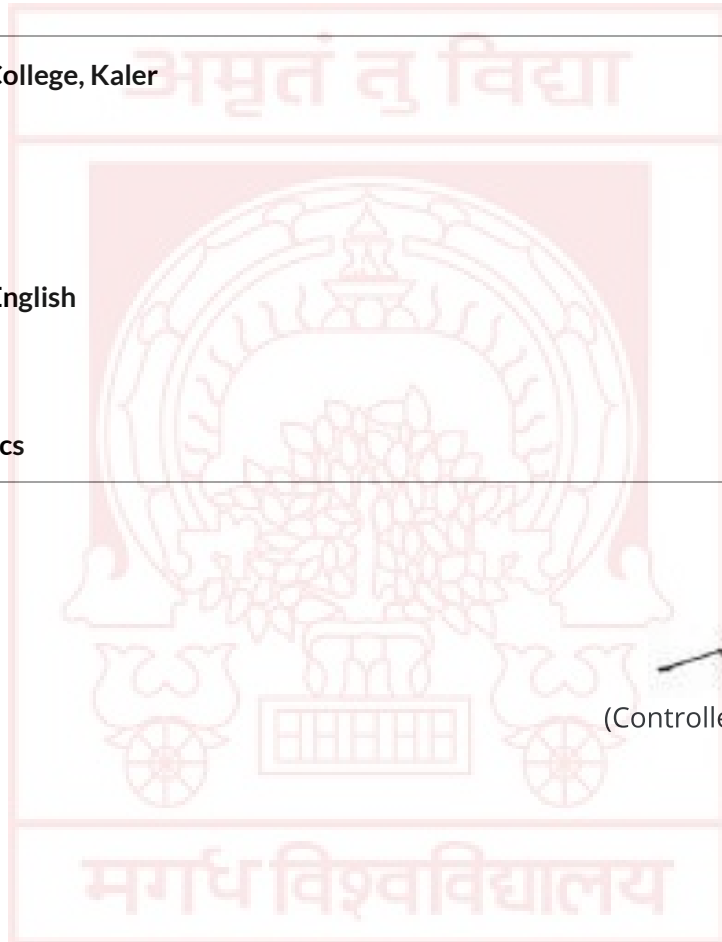 अमृतं तु विद्या
College, Kaler
English
cs
(Controlle
मगध विश्वविद्यालय